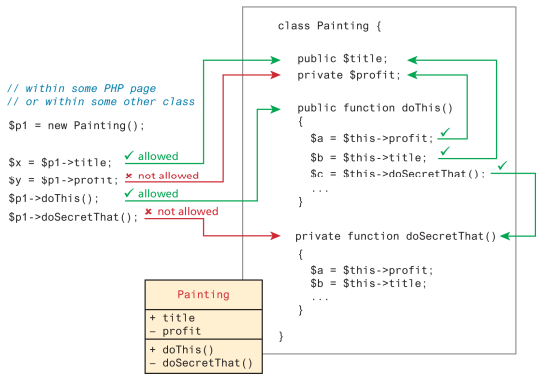 class Painting {
public $title;
private $profit;
// within some PHP page
// or within some other class
$p1 = new Painting();
$x = $p1->title; ✓ allowed
$y = $p1->profit; ✗ not allowed
$p1->doThis(); ✓ allowed
$p1->doSecretThat(); ✗ not allowed
public function doThis()
{
$a = $this->profit;
$b = $this->title;
$c = $this->doSecretThat();
...
}
private function doSecretThat()
{
$a = $this->profit;
$b = $this->title;
...
}
}
Painting
+ title
– profit
+ doThis()
– doSecretThat()